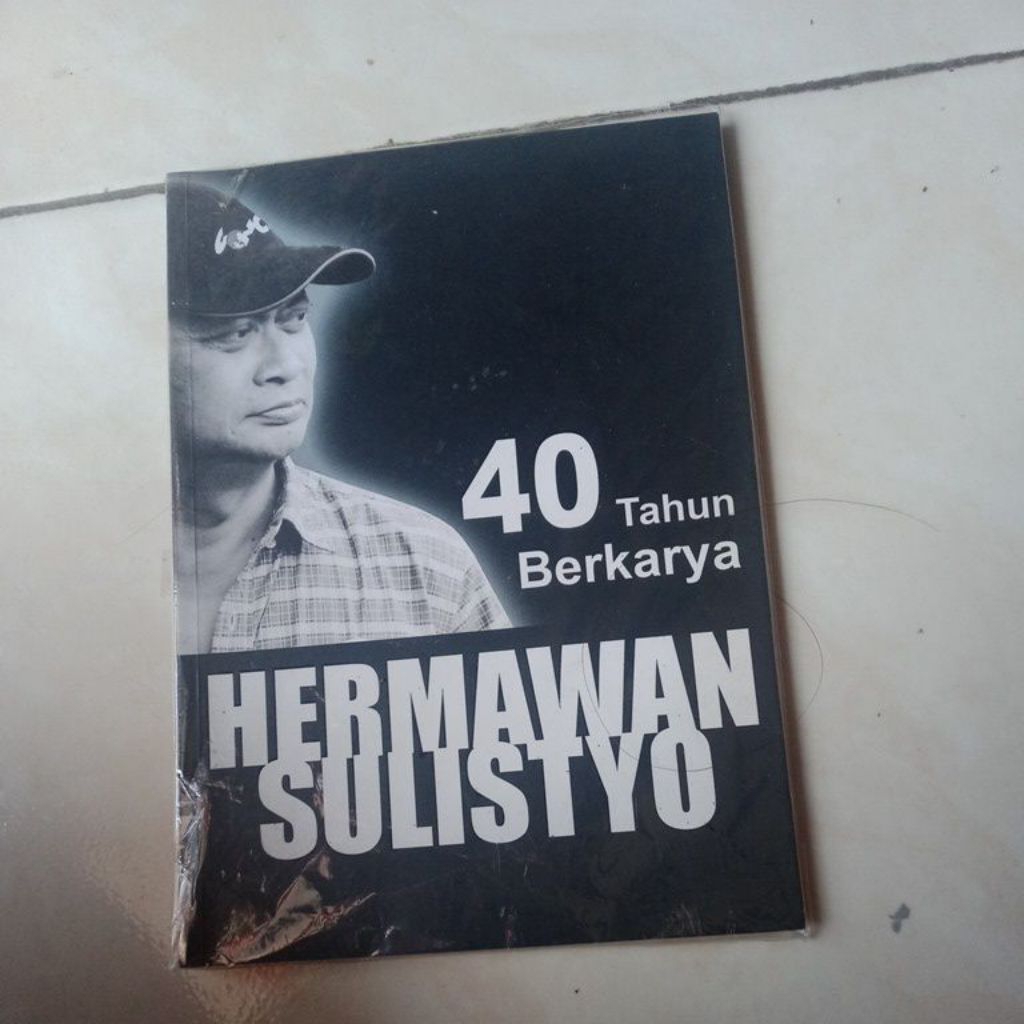 40 Tahun
Berkarya
HERMAWAN
SULISTYO